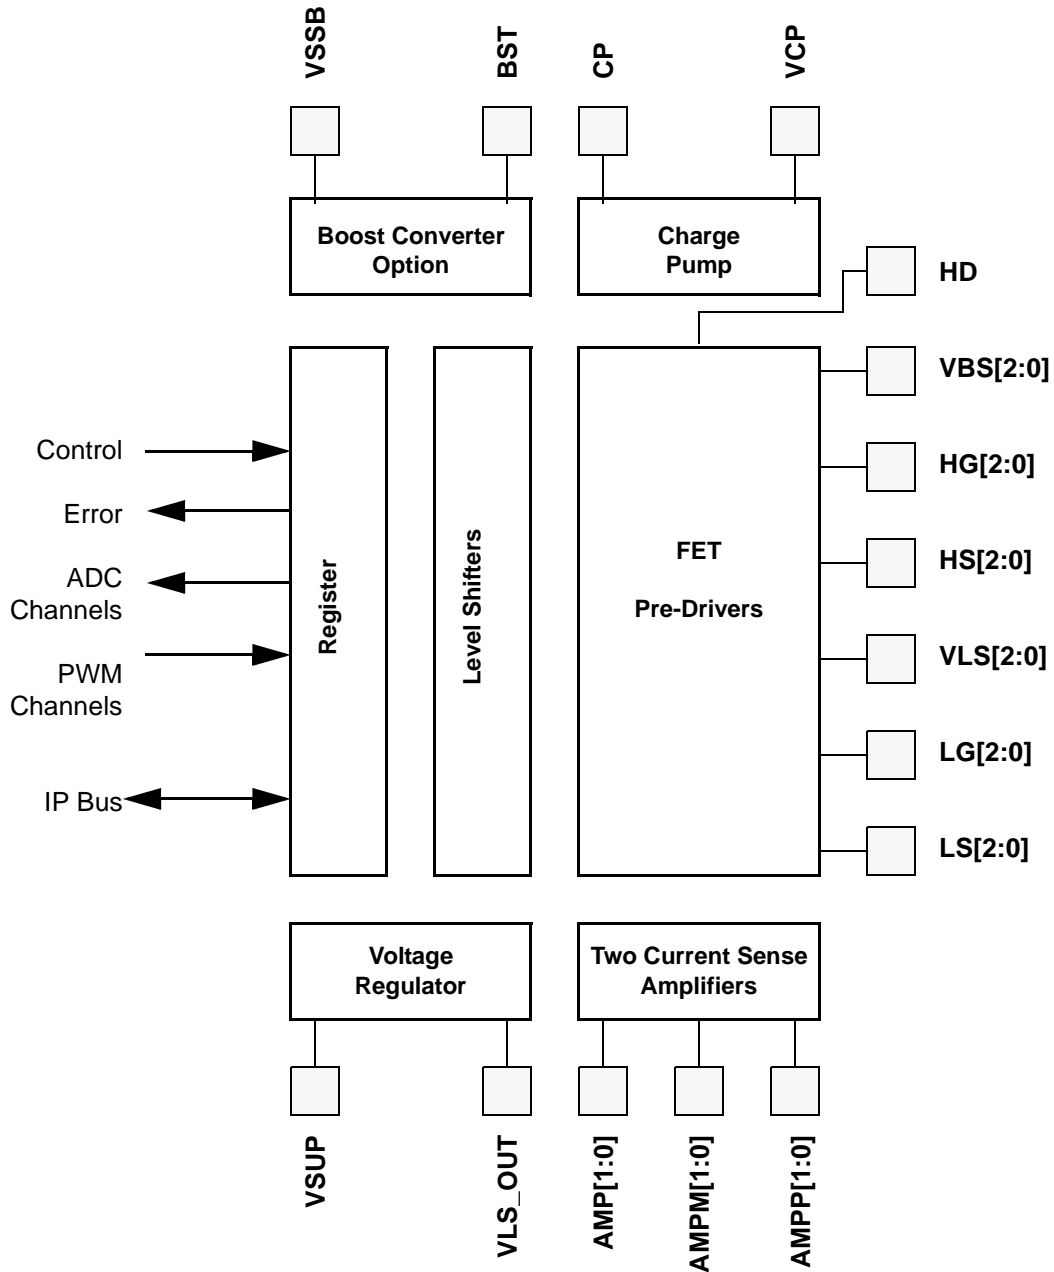 VSSB
BST
CP
VCP
Boost Converter
Option
Charge
Pump
HD
VBS[2:0]
HG[2:0]
HS[2:0]
VLS[2:0]
LG[2:0]
LS[2:0]
Control
Error
ADC
Channels
PWM
Channels
IP Bus
Register
Level Shifters
FET
Pre-Drivers
Voltage
Regulator
Two Current Sense
Amplifiers
VSUP
VLS_OUT
AMP[1:0]
AMPM[1:0]
AMPP[1:0]